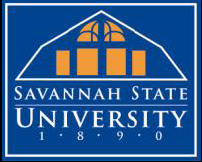 SAVANNAH STATE
UNIVERSITY
1 · 8 · 9 · 0